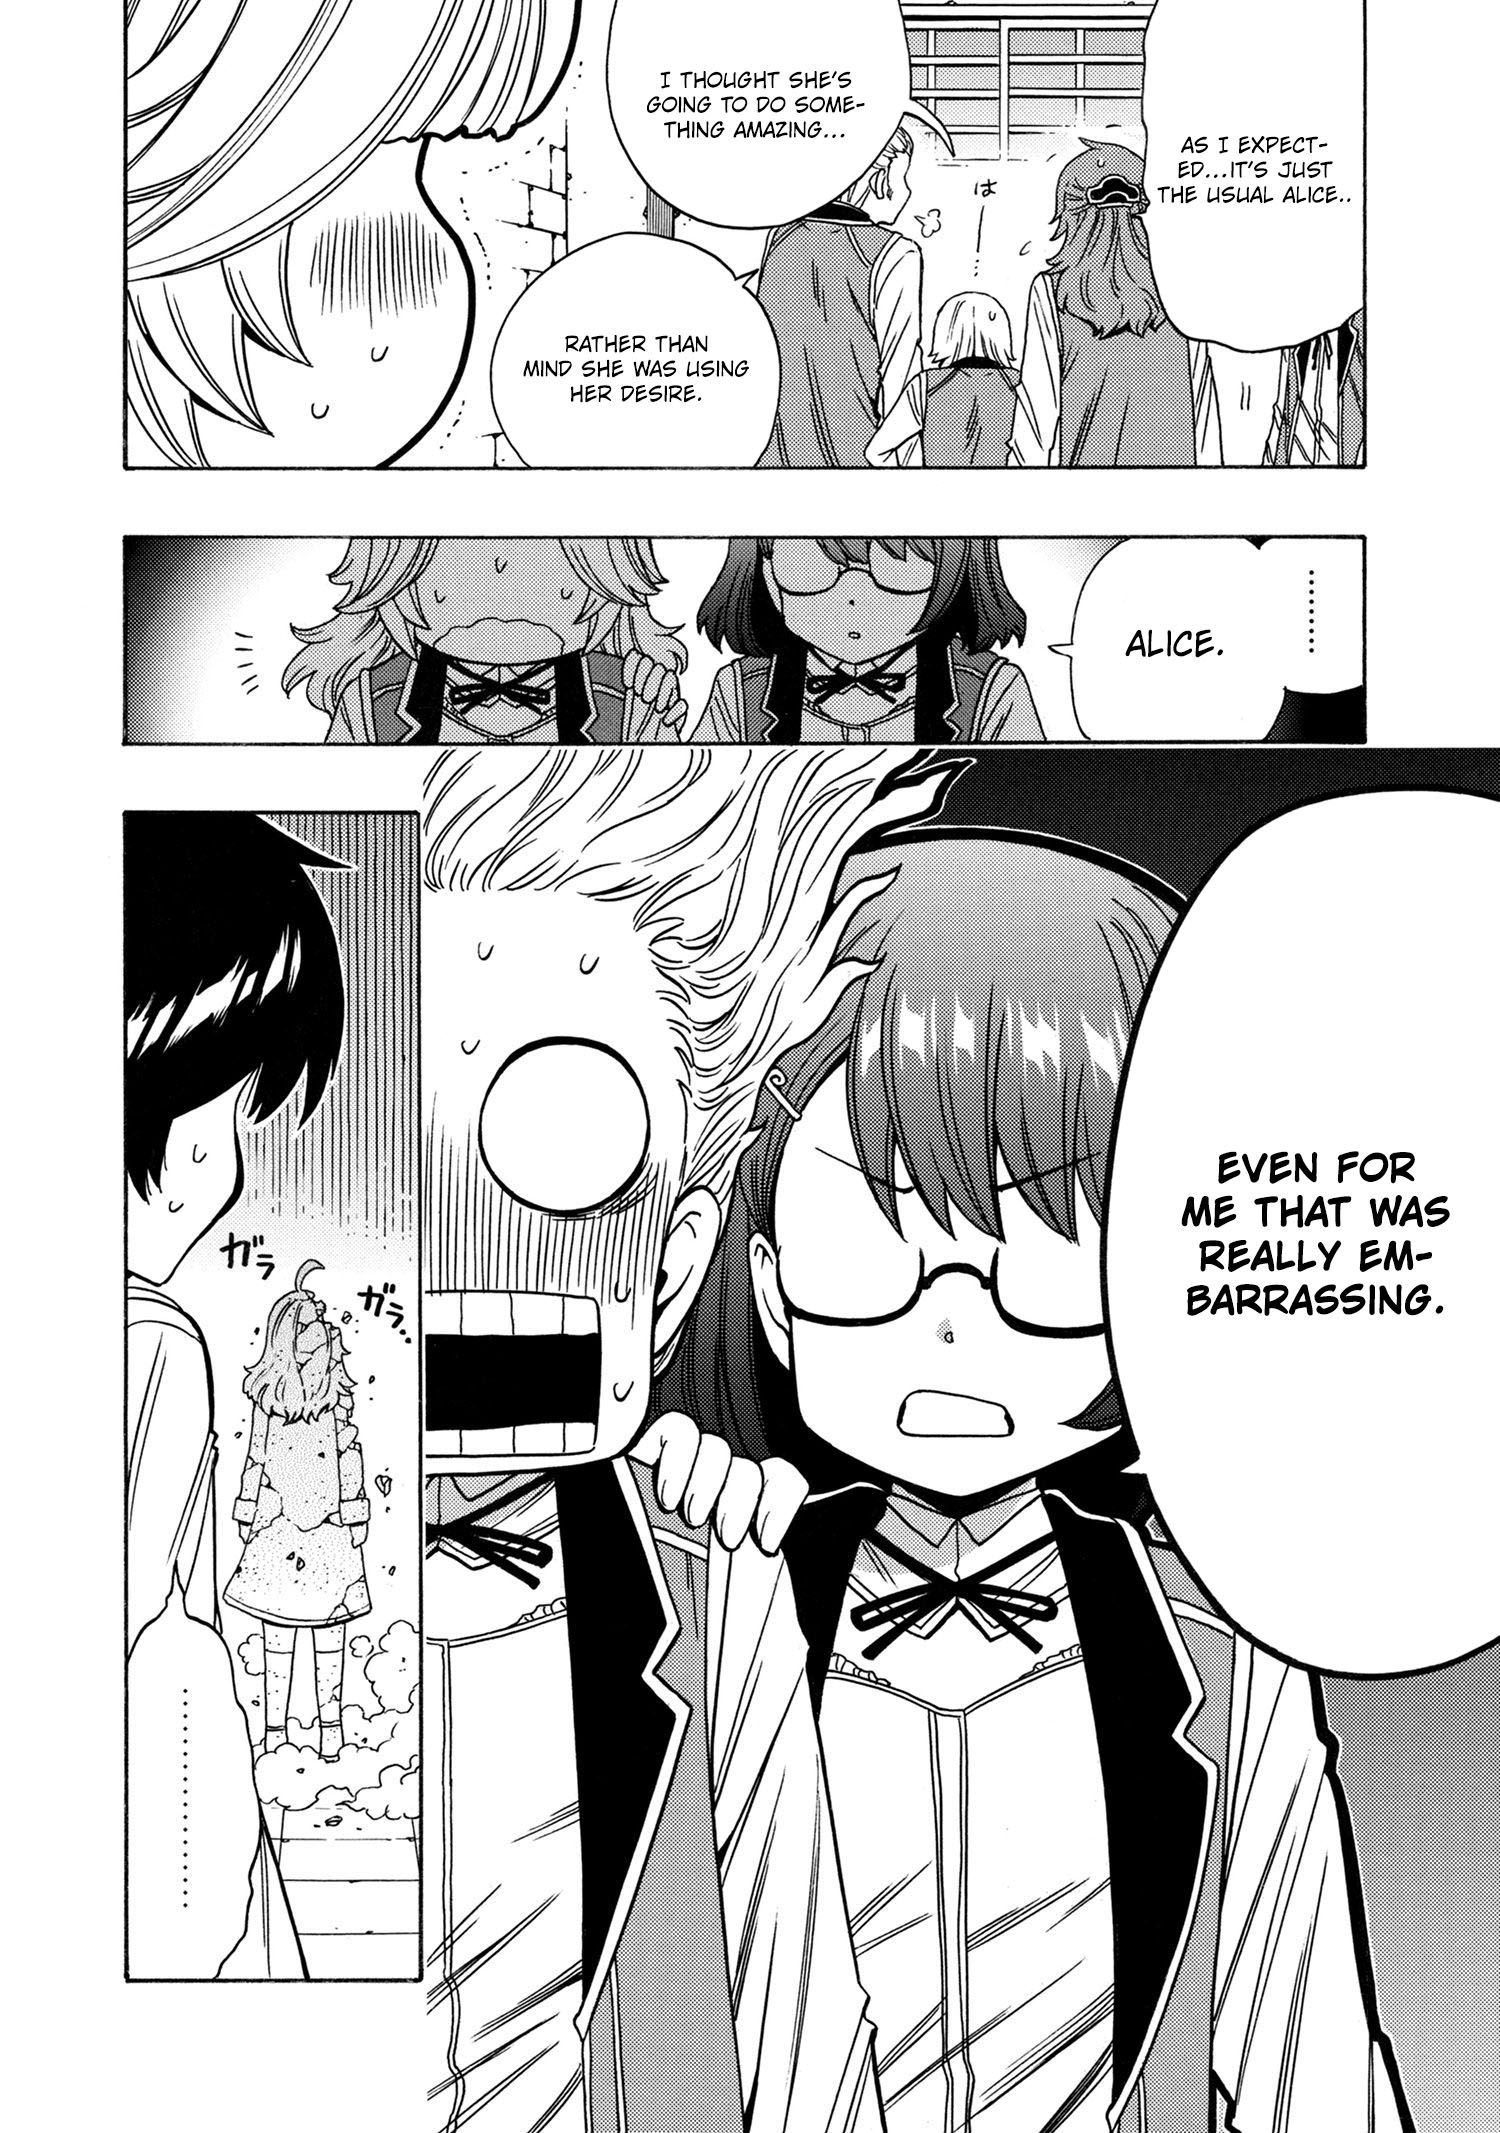 AS I EXPECT-
ED...IT'S JUST
THE USUAL ALICE..
は
I THOUGHT SHE'S
GOING TO DO SOME-
THING AMAZING...
RATHER THAN
MIND SHE WAS USING
HER DESIRE.
ALICE.
EVEN FOR
ME THAT WAS
REALLY EM-
BARRASSING.
ガラ
ガラ..